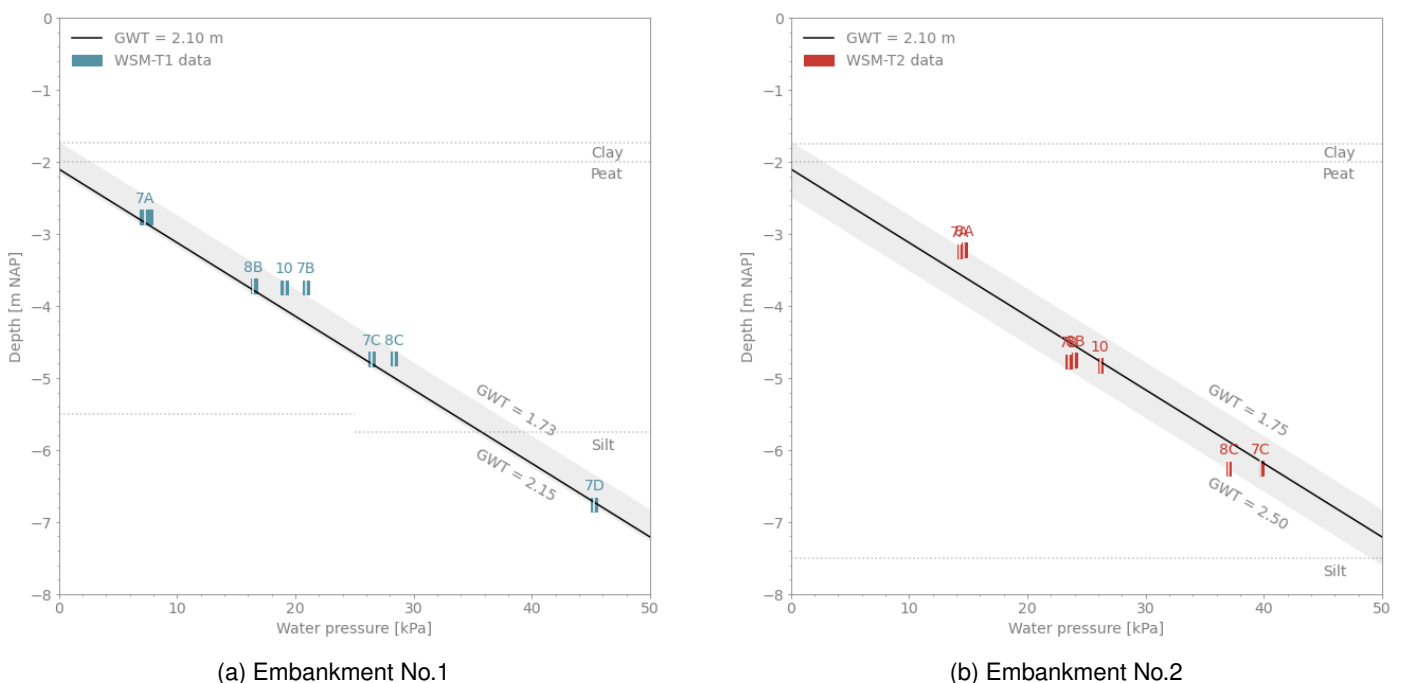 GWT = 2.10 m
WSM-T1 data
0
−1
−2
−3
−4
−5
−6
−7
−8
Depth [m NAP]
Clay
Peat
7A
8B
10
7B
7C
8C
GWT = 1.73
Silt
GWT = 2.15
7D
0
10
20
30
40
50
Water pressure [kPa]
(a) Embankment No.1
GWT = 2.10 m
WSM-T2 data
0
−1
−2
−3
−4
−5
−6
−7
−8
Depth [m NAP]
Clay
Peat
7A
8A
7B
8B
10
GWT = 1.75
8C
7C
GWT = 2.50
Silt
0
10
20
30
40
50
Water pressure [kPa]
(b) Embankment No.2